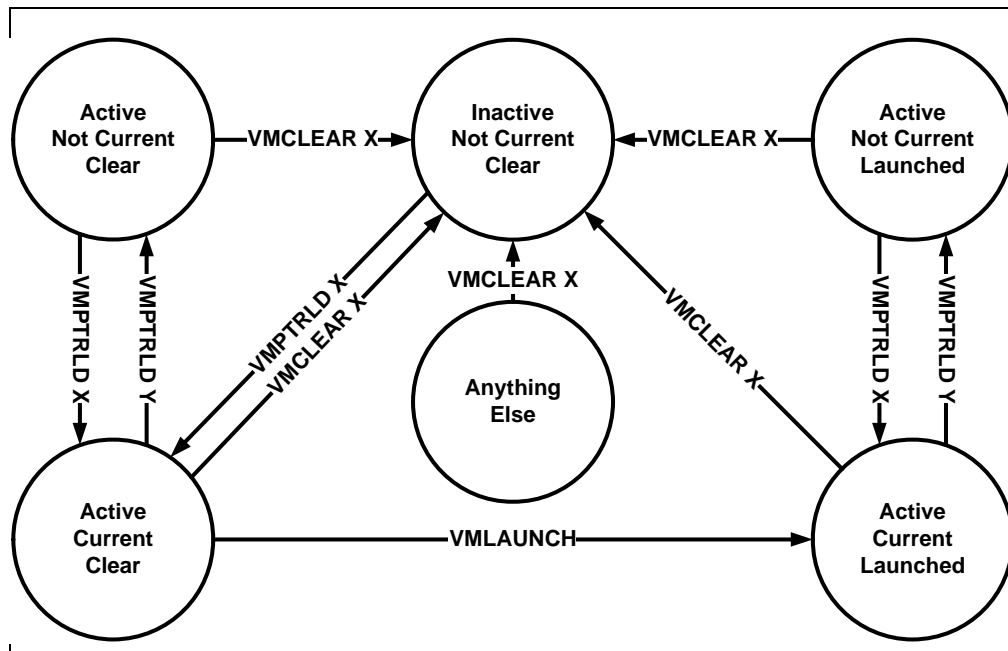 Active
Not Current
Clear
VMCLEAR X
Inactive
Not Current
Clear
VMCLEAR X
Active
Not Current
Launched
VMPTRLD X
VMPTRLD Y
VMPTRLD X
VMCLEAR X
VMCLEAR X
Anything
Else
VMCLEAR X
VMPTRLD X
VMPTRLD Y
Active
Current
Clear
VMLAUNCH
Active
Current
Launched